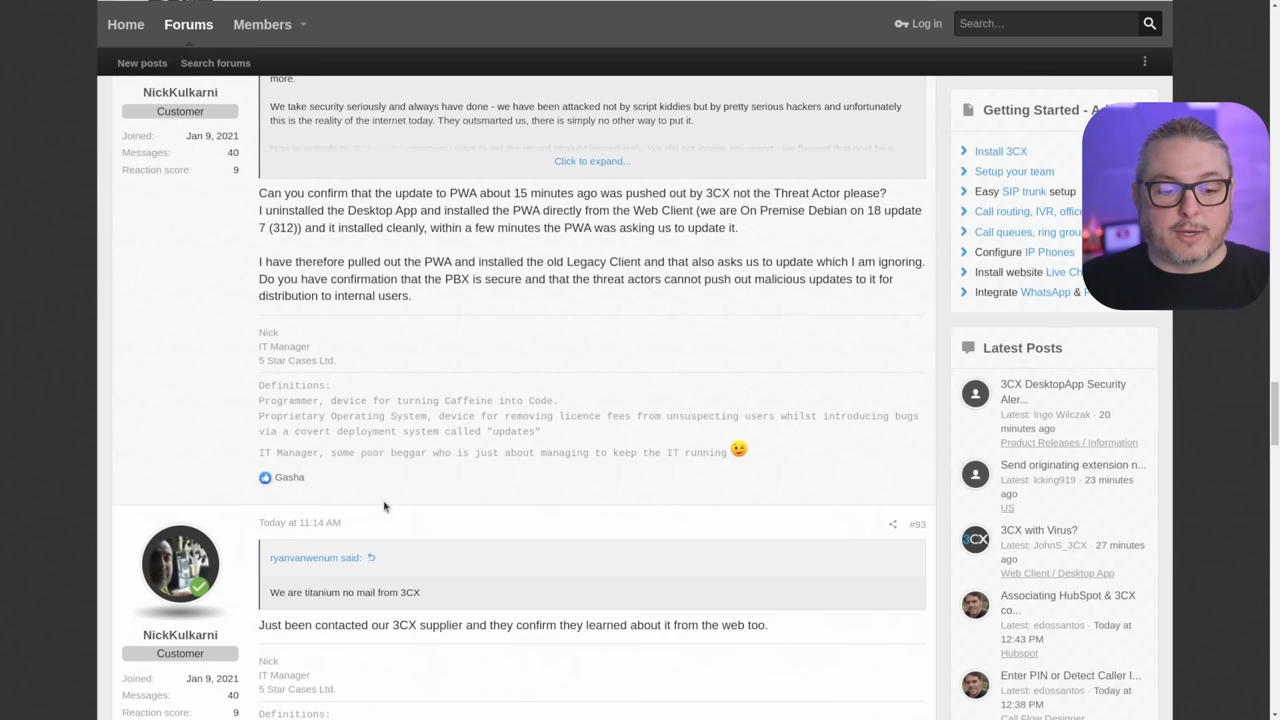 Home
Forums
Members
Log in
Search…
New posts
Search forums
NickKulkarni
Customer
Joined: Jan 9, 2021
Messages: 40
Reaction score: 9
more.
We take security seriously and always have done - we have been attacked not by script kiddies but by pretty serious hackers and unfortunately
this is the reality of the internet today. They outsmarted us, there is simply no other way to put it.
Click to expand...
Can you confirm that the update to PWA about 15 minutes ago was pushed out by 3CX not the Threat Actor please?
I uninstalled the Desktop App and installed the PWA directly from the Web Client (we are On Premise Debian on 18 update
7 (312)) and it installed cleanly, within a few minutes the PWA was asking us to update it.
I have therefore pulled out the PWA and installed the old Legacy Client and that also asks us to update which I am ignoring.
Do you have confirmation that the PBX is secure and that the threat actors cannot push out malicious updates to it for
distribution to internal users.
Nick
IT Manager
5 Star Cases Ltd.
Definitions:
Programmer, device for turning Caffeine into Code.
Proprietary Operating System, device for removing licence fees from unsuspecting users whilst introducing bugs
via a covert deployment system called "updates"
IT Manager, some poor beggar who is just about managing to keep the IT running
Gasha
Today at 11:14 AM
#93
ryanvanwenum said:
We are titanium no mail from 3CX
Just been contacted our 3CX supplier and they confirm they learned about it from the web too.
NickKulkarni
Customer
Joined: Jan 9, 2021
Messages: 40
Reaction score: 9
Nick
IT Manager
5 Star Cases Ltd.
Definitions:
Getting Started -
Install 3CX
Setup your team
Easy SIP trunk setup
Call routing, IVR,
Call queues, ring
Configure IP Phones
Install website Live
Integrate WhatsApp &
Latest Posts
3CX DesktopApp Security
Aler...
Latest: Ingo Wilczak · 20
minutes ago
Product Releases / Information
Send originating extension n...
Latest: lcking919 · 23 minutes
ago
US
3CX
3CX with Virus?
Latest: JohnS_3CX · 27 minutes
ago
Web Client / Desktop App
Associating HubSpot & 3CX
co...
Latest: edossantos · Today at
12:43 PM
Hubspot
Enter PIN or Detect Caller I...
Latest: edossantos · Today at
12:38 PM
Call Flow Designer